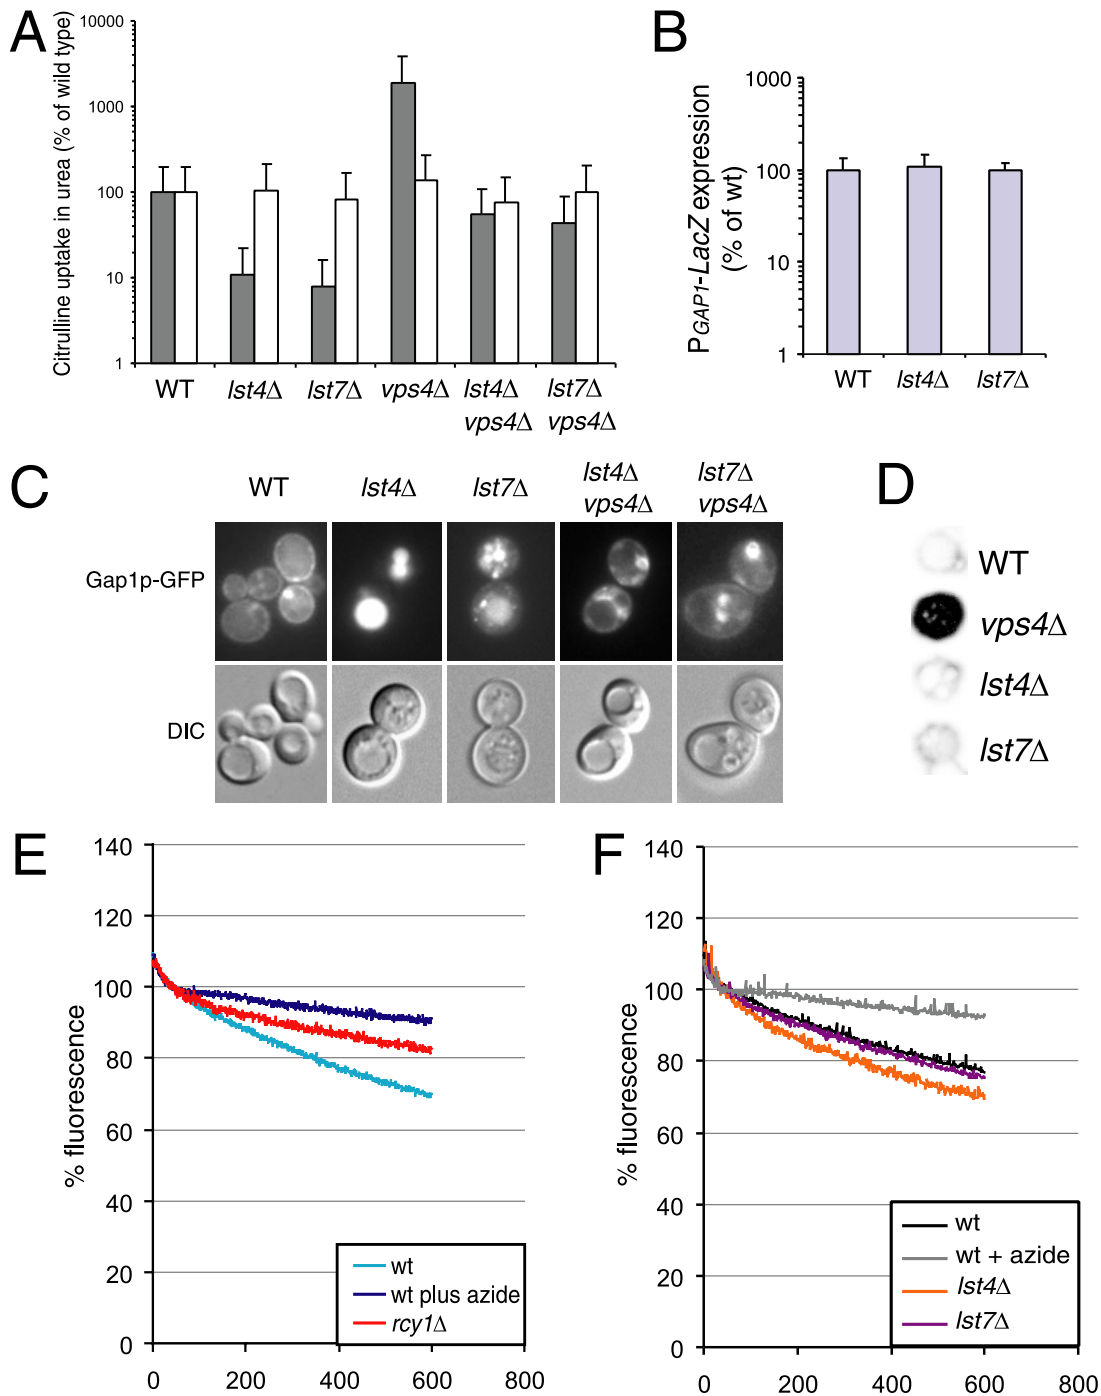 A
Citrulline uptake in urea (% of wild type)
10000
1000
100
10
1
WT
lst4Δ
lst7Δ
vps4Δ
lst4Δ
vps4Δ
lst7Δ
vps4Δ
B
PGAP1-LacZ expression
(% of wt)
1000
100
10
1
WT
lst4Δ
lst7Δ
C
WT
lst4Δ
lst7Δ
lst4Δ
vps4Δ
lst7Δ
vps4Δ
Gap1p-GFP
DIC
D
WT
vps4Δ
lst4Δ
lst7Δ
E
% fluorescence
140
120
100
80
60
40
20
0
0
200
400
600
800
wt
wt plus azide
rcy1Δ
F
% fluorescence
140
120
100
80
60
40
20
0
0
200
400
600
800
wt
wt + azide
lst4Δ
lst7Δ